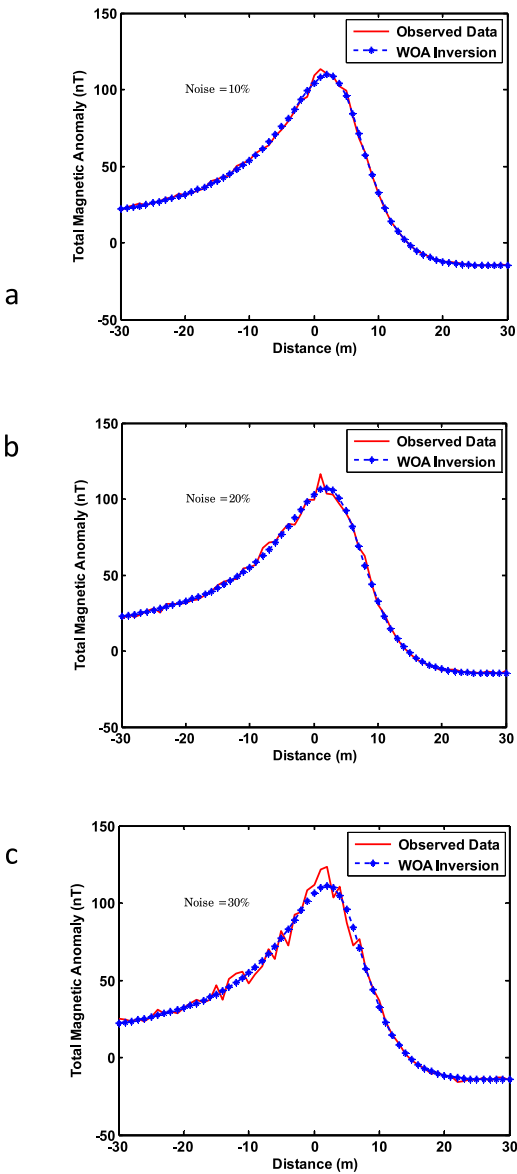 a
150
100
50
0
-50
-30
-20
-10
0
10
20
30
Total Magnetic Anomaly (nT)
Distance (m)
Noise =10%
Observed Data
WOA Inversion
b
150
100
50
0
-50
-30
-20
-10
0
10
20
30
Total Magnetic Anomaly (nT)
Distance (m)
Noise =20%
Observed Data
WOA Inversion
c
150
100
50
0
-50
-30
-20
-10
0
10
20
30
Total Magnetic Anomaly (nT)
Distance (m)
Noise =30%
Observed Data
WOA Inversion